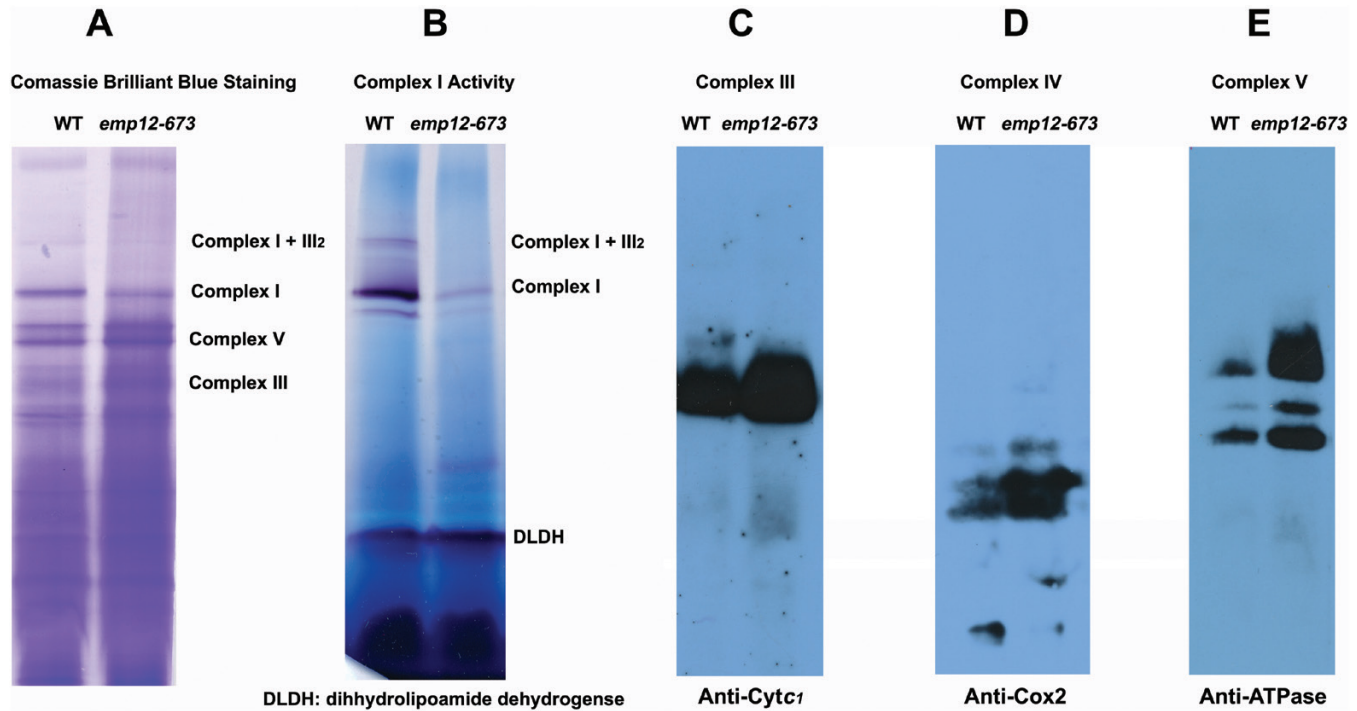 A
B
C
D
E
Comassie Brilliant Blue Staining
Complex I Activity
Complex III
Complex IV
Complex V
WT emp12-673
WT emp12-673
WT emp12-673
WT emp12-673
WT emp12-673
Complex I + III2
Complex I
Complex V
Complex III
Complex I + III2
Complex I
DLDH
DLDH: dihhydrolipoamide dehydrogense
Anti-Cytc1
Anti-Cox2
Anti-ATPase